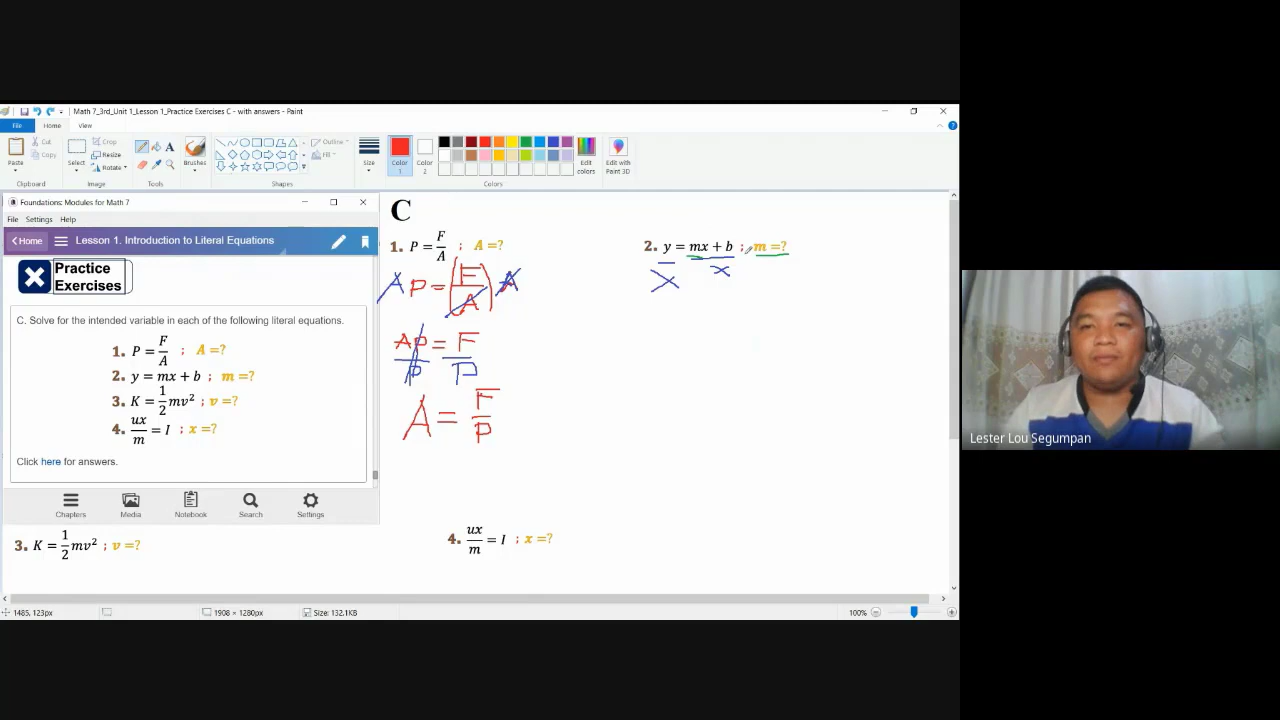 Math 7_3rd_Unit 1_Lesson 1_Practice Exercises C - with answers - Paint
File Home View
Paste Cut Copy Select Crop Resize Rotate Brushes Outline Fill Size Color 1 Color 2 Edit colors Edit with Paint 3D
Clipboard Image Tools Shapes Colors
Foundations: Modules for Math 7
File Settings Help
Home Lesson 1. Introduction to Literal Equations
Practice Exercises
C. Solve for the intended variable in each of the following literal equations.
1. P = F/A ; A =?
2. y = mx + b ; m =?
3. K = 1/2 mv² ; v =?
4. ux/m = I ; x =?
Click here for answers.
Chapters Media Notebook Search Settings
C
1. P = F/A ; A =?
A P = (F/A) A
AP/P = F/P
A = F/P
2. y = mx + b ; m =?
x x
3. K = 1/2 mv² ; v =?
4. ux/m = I ; x =?
1485, 123px 1908 × 1280px Size: 132.1KB 100%
Lester Lou Segumpan